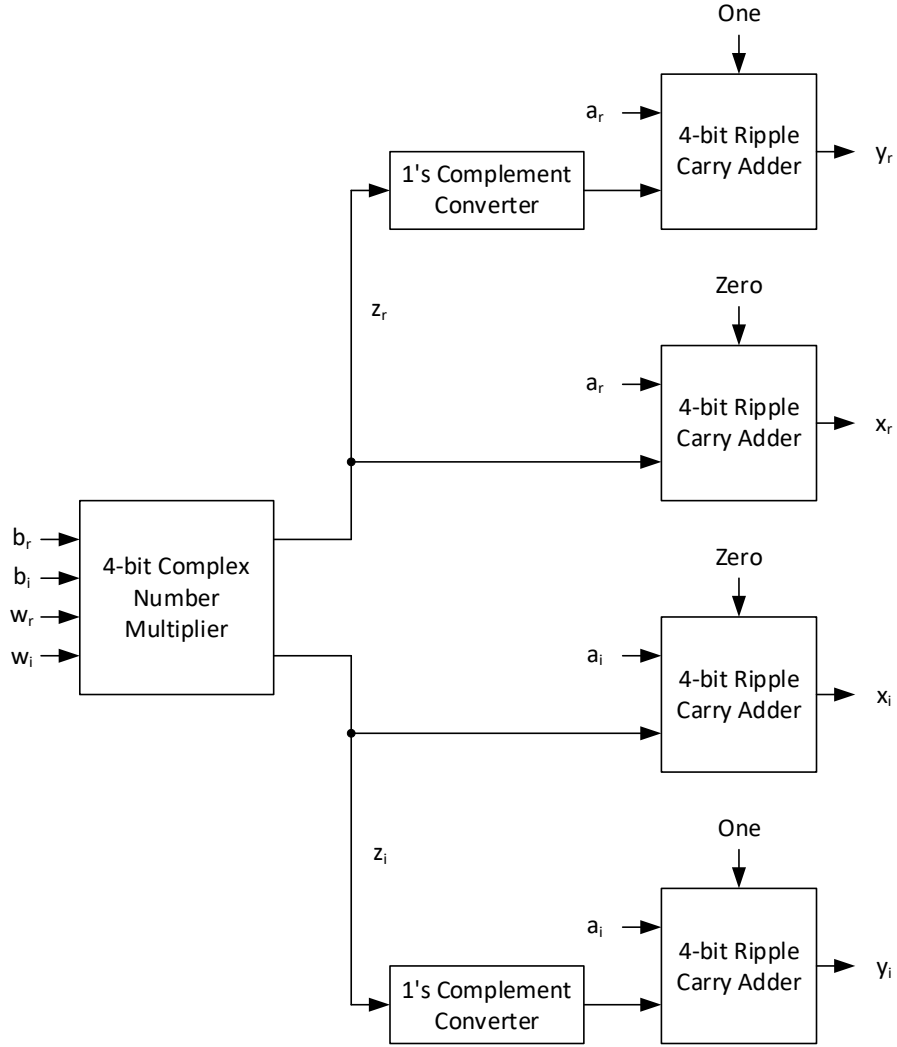 One
a_r
4-bit Ripple
Carry Adder
y_r
1's Complement
Converter
z_r
Zero
a_r
4-bit Ripple
Carry Adder
x_r
b_r
b_i
w_r
w_i
4-bit Complex
Number
Multiplier
Zero
a_i
4-bit Ripple
Carry Adder
x_i
z_i
One
a_i
4-bit Ripple
Carry Adder
y_i
1's Complement
Converter